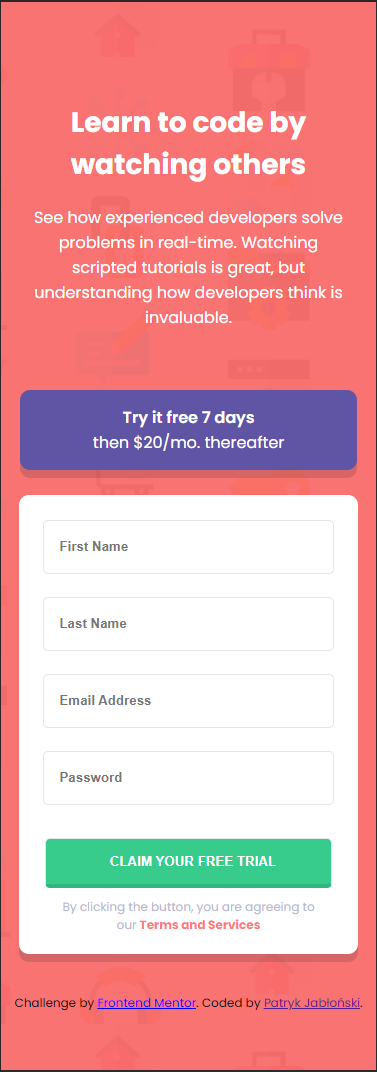 Learn to code by
watching others
See how experienced developers solve
problems in real-time. Watching
scripted tutorials is great, but
understanding how developers think is
invaluable.
Try it free 7 days
then $20/mo. thereafter
First Name
Last Name
Email Address
Password
CLAIM YOUR FREE TRIAL
By clicking the button, you are agreeing to
our Terms and Services
Challenge by Frontend Mentor. Coded by Patryk Jabłoński.